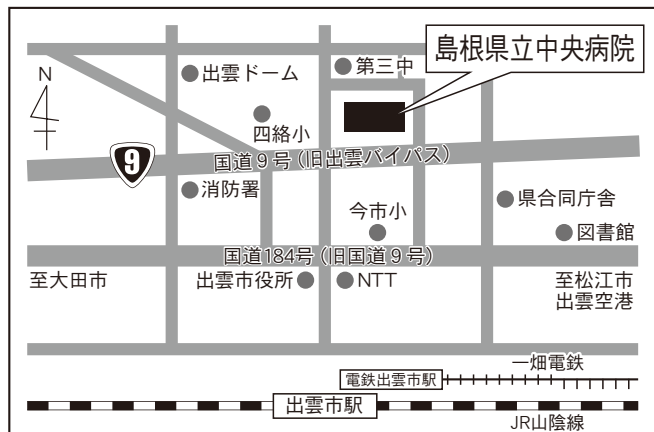 島根県立中央病院
第三中
出雲ドーム
N
四絡小
国道9号(旧出雲バイパス)
9
消防署
県合同庁舎
今市小
図書館
国道184号(旧国道9号)
至大田市
出雲市役所
NTT
至松江市
出雲空港
一畑電鉄
電鉄出雲市駅
出雲市駅
JR山陰線